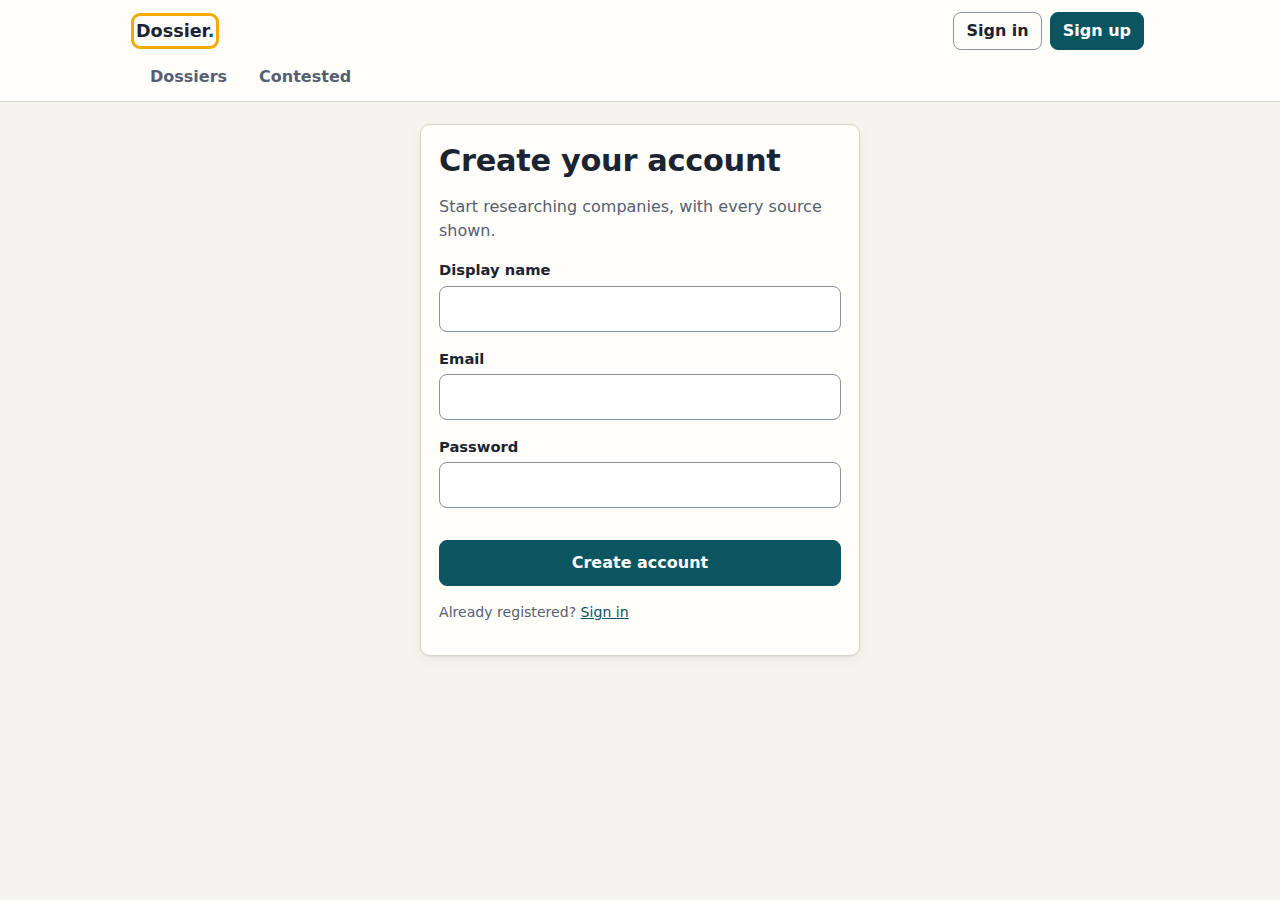 Dossier.
Sign in
Sign up
Dossiers
Contested
Create your account
Start researching companies, with every source
shown.
Display name
Email
Password
Create account
Already registered? Sign in